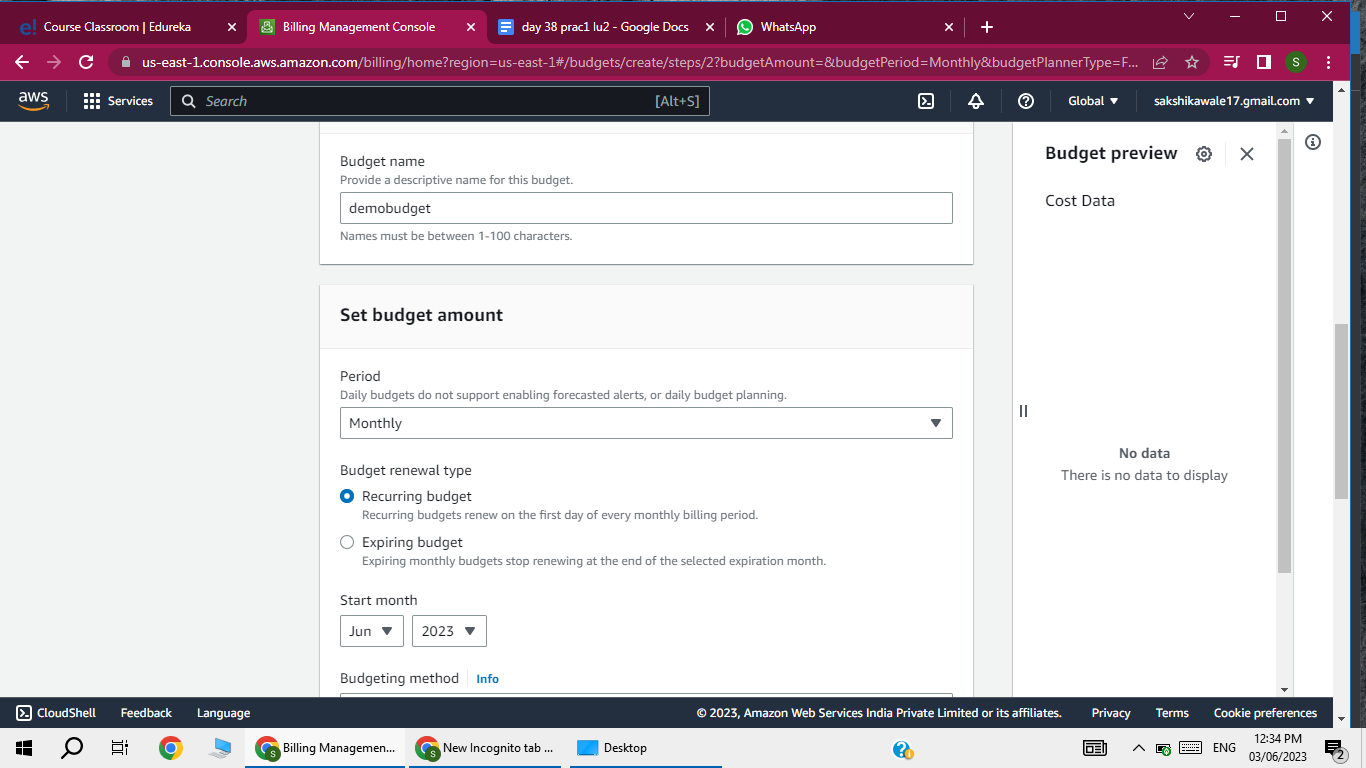 e! Course Classroom | Edureka
Billing Management Console
day 38 prac1 lu2 - Google Docs
WhatsApp
us-east-1.console.aws.amazon.com/billing/home?region=us-east-1#/budgets/create/steps/2?budgetAmount=&budgetPeriod=Monthly&budgetPlannerType=F...
S
aws
Services
Search
[Alt+S]
Global
sakshikawale17.gmail.com
Budget name
Provide a descriptive name for this budget.
demobudget
Names must be between 1-100 characters.
Set budget amount
Period
Daily budgets do not support enabling forecasted alerts, or daily budget planning.
Monthly
Budget renewal type
Recurring budget
Recurring budgets renew on the first day of every monthly billing period.
Expiring budget
Expiring monthly budgets stop renewing at the end of the selected expiration month.
Start month
Jun 2023
Budgeting method Info
Budget preview
Cost Data
No data
There is no data to display
CloudShell Feedback Language
© 2023, Amazon Web Services India Private Limited or its affiliates. Privacy Terms Cookie preferences
S Billing Managemen...
S New Incognito tab ...
Desktop
ENG
12:34 PM
03/06/2023
2